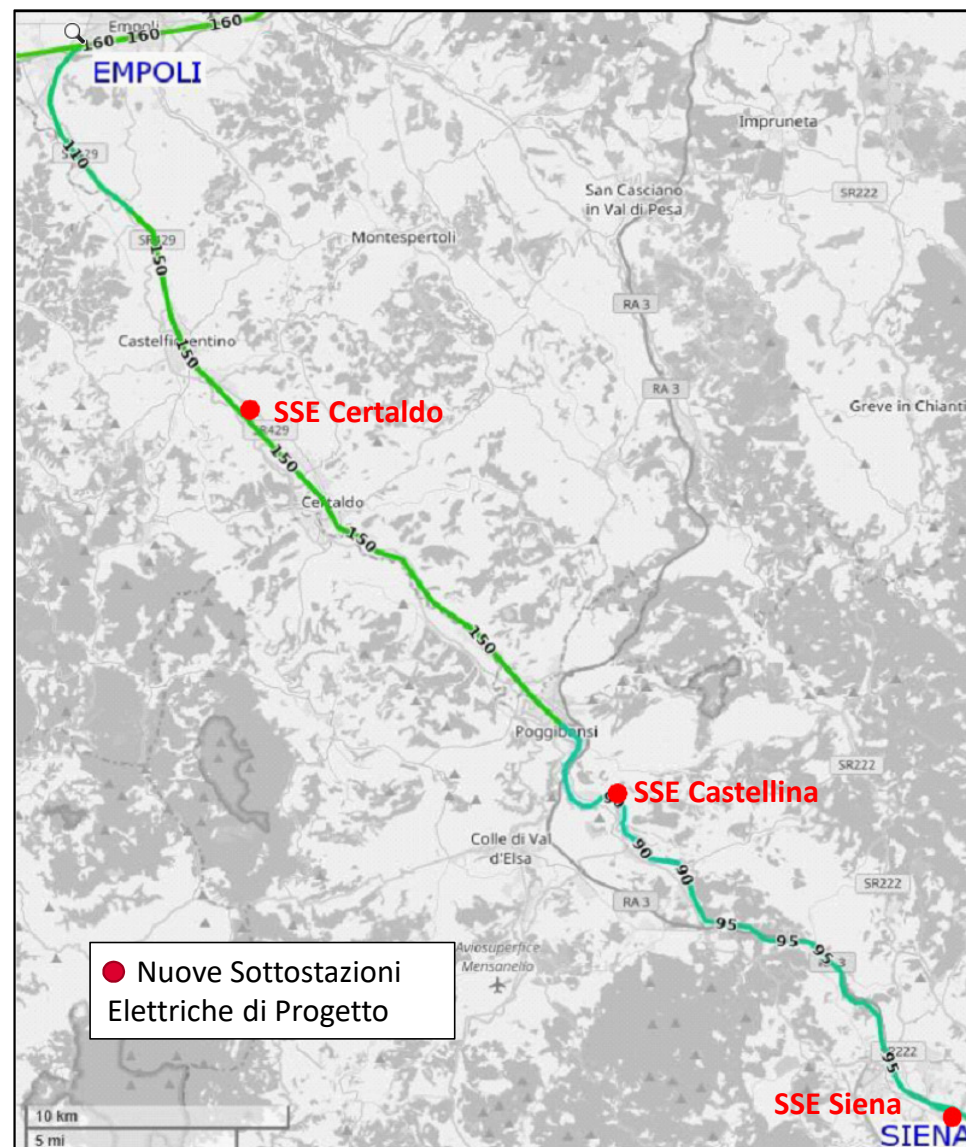 Empoli
160
160
160
EMPOLI
Impruneta
110
SR222
San Casciano
in Val di Pesa
SR429
150
Montespertoli
RA 3
Castelfiorentino
150
RA 3
Greve in Chianti
SSE Certaldo
SR429
150
Certaldo
150
150
Poggibonsi
SR222
SSE Castellina
90
Colle di Val
d'Elsa
90
90
SR222
RA 3
95
95
95
Aviosuperfice
Mensanello
Nuove Sottostazioni
Elettriche di Progetto
95
SSE Siena
SIENA
10 km
5 mi